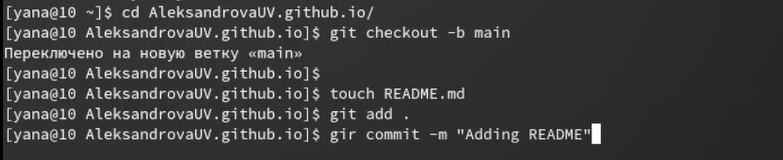 [yana@10 ~]$ cd AleksandrovaUV.github.io/
[yana@10 AleksandrovaUV.github.io]$ git checkout -b main
Переключено на новую ветку «main»
[yana@10 AleksandrovaUV.github.io]$
[yana@10 AleksandrovaUV.github.io]$ touch README.md
[yana@10 AleksandrovaUV.github.io]$ git add .
[yana@10 AleksandrovaUV.github.io]$ gir commit -m "Adding README"